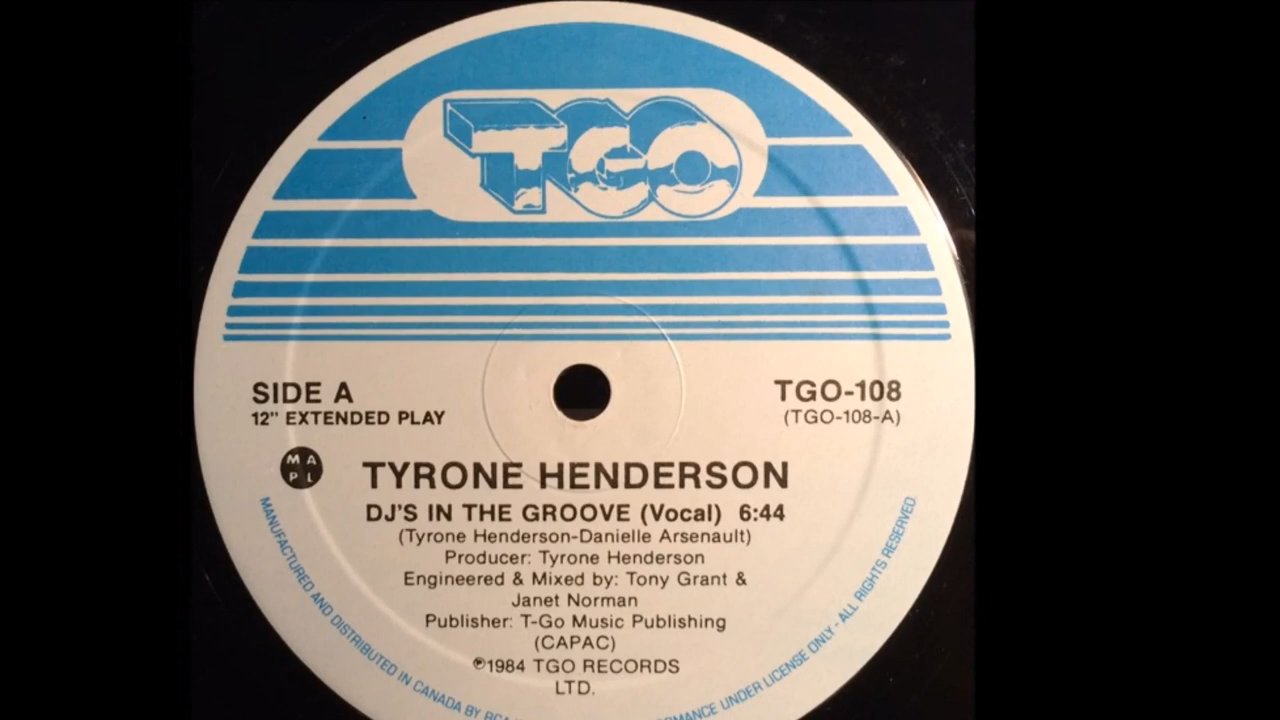 TGO
SIDE A
12" EXTENDED PLAY
TGO-108
(TGO-108-A)
M A
P L
TYRONE HENDERSON
DJ'S IN THE GROOVE (Vocal) 6:44
(Tyrone Henderson-Danielle Arsenault)
Producer: Tyrone Henderson
Engineered & Mixed by: Tony Grant &
Janet Norman
Publisher: T-Go Music Publishing
(CAPAC)
℗1984 TGO RECORDS
LTD.
MANUFACTURED AND DISTRIBUTED IN CANADA BY
UNDER LICENSE ONLY - ALL RIGHTS RESERVED.